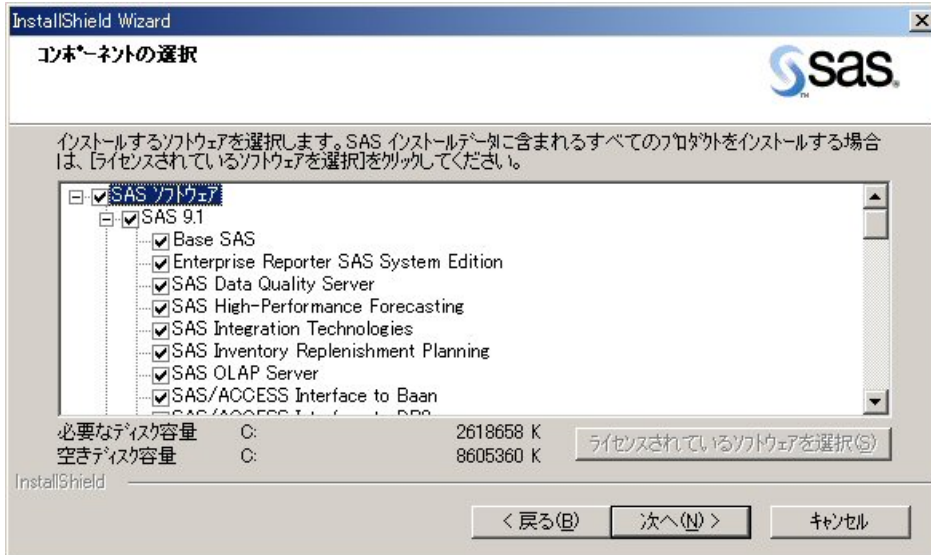 InstallShield Wizard
コンポーネントの選択
sas.
TM
インストールするソフトウェアを選択します。SAS インストールデータに含まれるすべてのプロダクトをインストールする場合
は、[ライセンスされているソフトウェアを選択]をクリックしてください。
SAS ソフトウェア
SAS 9.1
Base SAS
Enterprise Reporter SAS System Edition
SAS Data Quality Server
SAS High-Performance Forecasting
SAS Integration Technologies
SAS Inventory Replenishment Planning
SAS OLAP Server
SAS/ACCESS Interface to Baan
必要なディスク容量 C: 2618658 K
空きディスク容量 C: 8605360 K
ライセンスされているソフトウェアを選択(S)
InstallShield
< 戻る(B) 次へ(N) > キャンセル